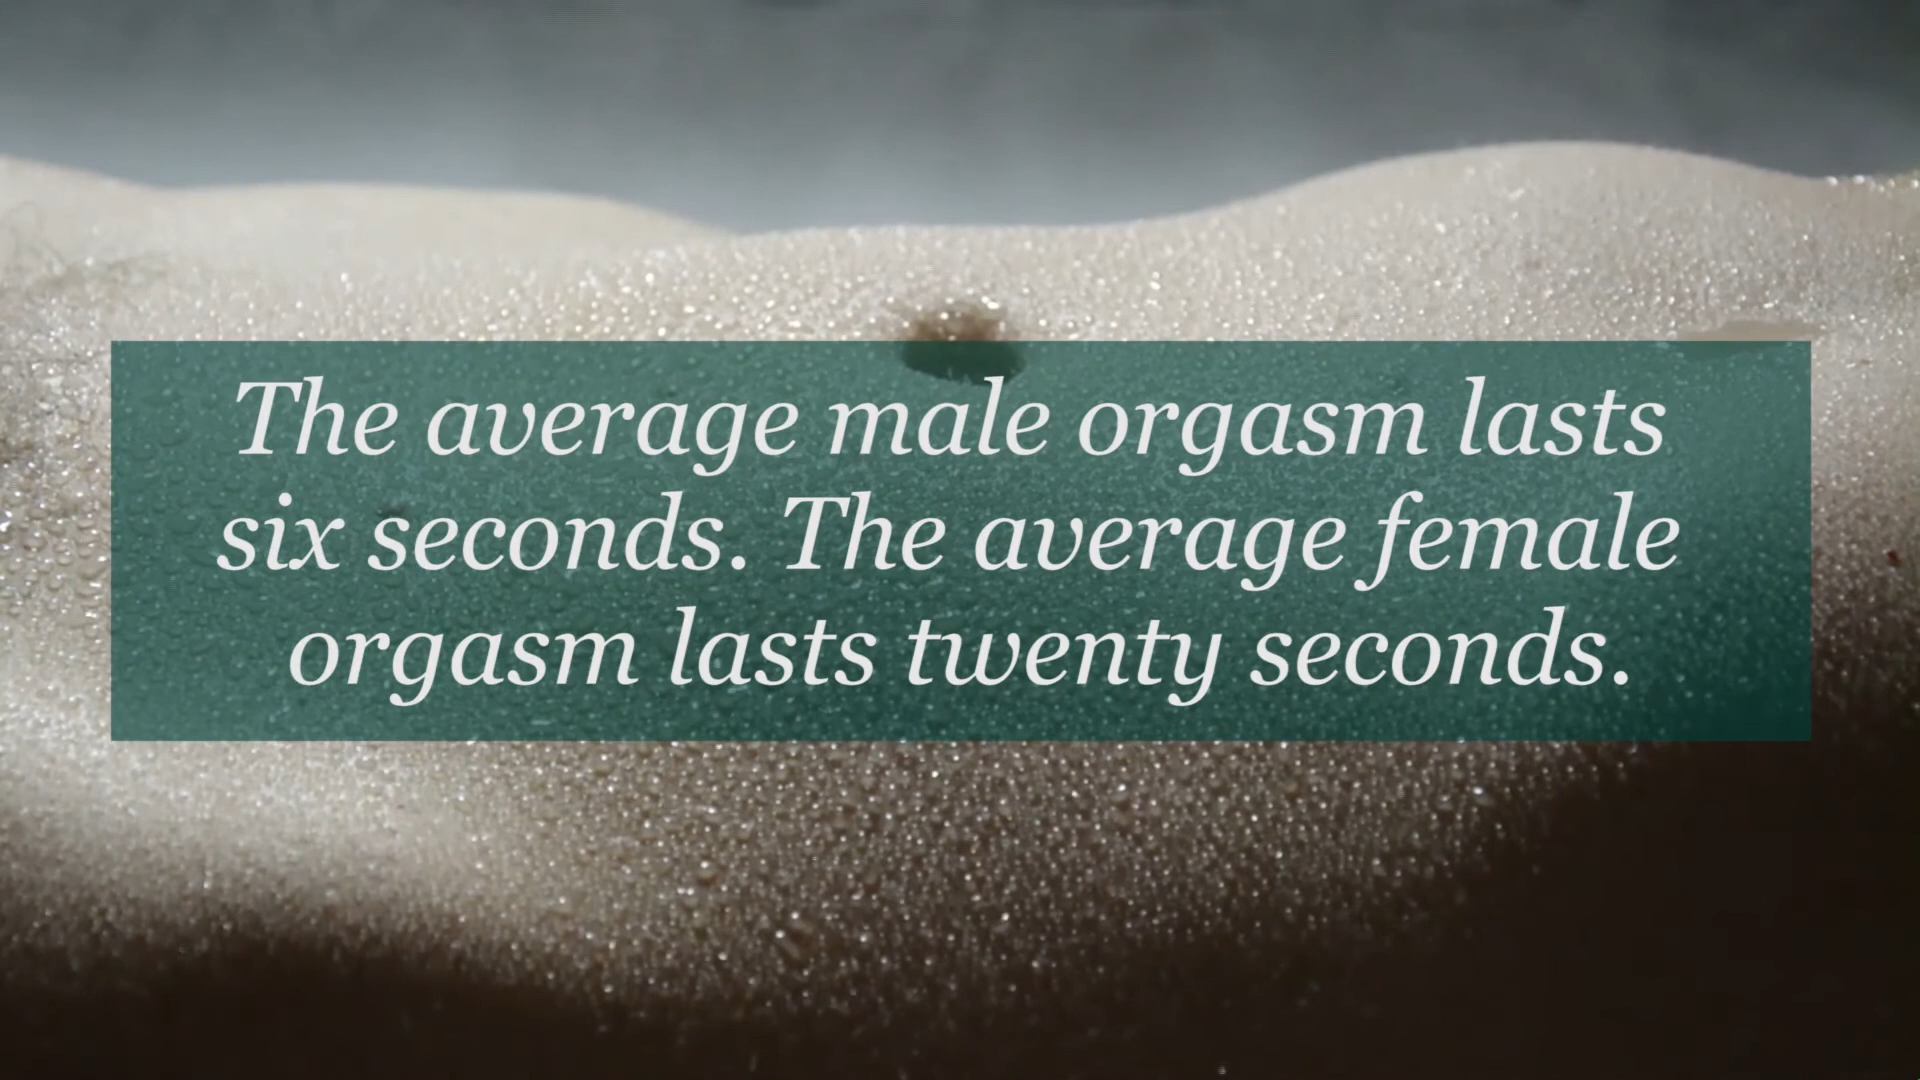 The average male orgasm lasts
six seconds. The average female
orgasm lasts twenty seconds.